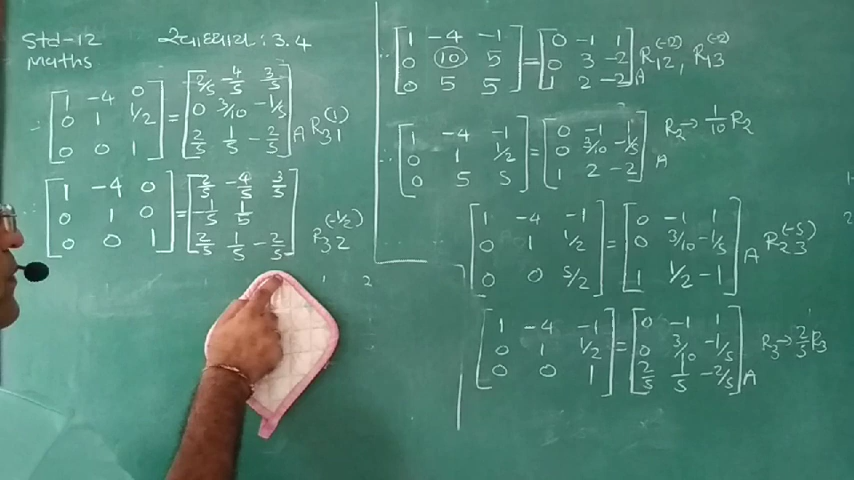 Std-12 સ્વાધ્યાય : 3.4
Maths
∴ [1 -4 0; 0 1 1/2; 0 0 1] = [-2/5 -4/5 3/5; 0 3/10 -1/5; 2/5 1/5 -2/5] A R31^(1)
∴ [1 -4 0; 0 1 0; 0 0 1] = [2/5 -4/5 3/5; -1/5 1/5; 2/5 1/5 -2/5] R32^(-1/2)
1 2
∴ [1 -4 -1; 0 10 5; 0 5 5] = [0 -1 1; 0 3 -2; 1 2 -2] A R12^(-2), R13^(-2)
∴ [1 -4 -1; 0 1 1/2; 0 5 5] = [0 -1 1; 0 3/10 -1/5; 1 2 -2] A R2→1/10 R2
[1 -4 -1; 0 1 1/2; 0 0 5/2] = [0 -1 1; 0 3/10 -1/5; 1 1/2 -1] A R23^(-5)
[1 -4 -1; 0 1 1/2; 0 0 1] = [0 -1 1; 0 3/10 -1/5; 2/5 1/5 -2/5] A R3→2/5 R3